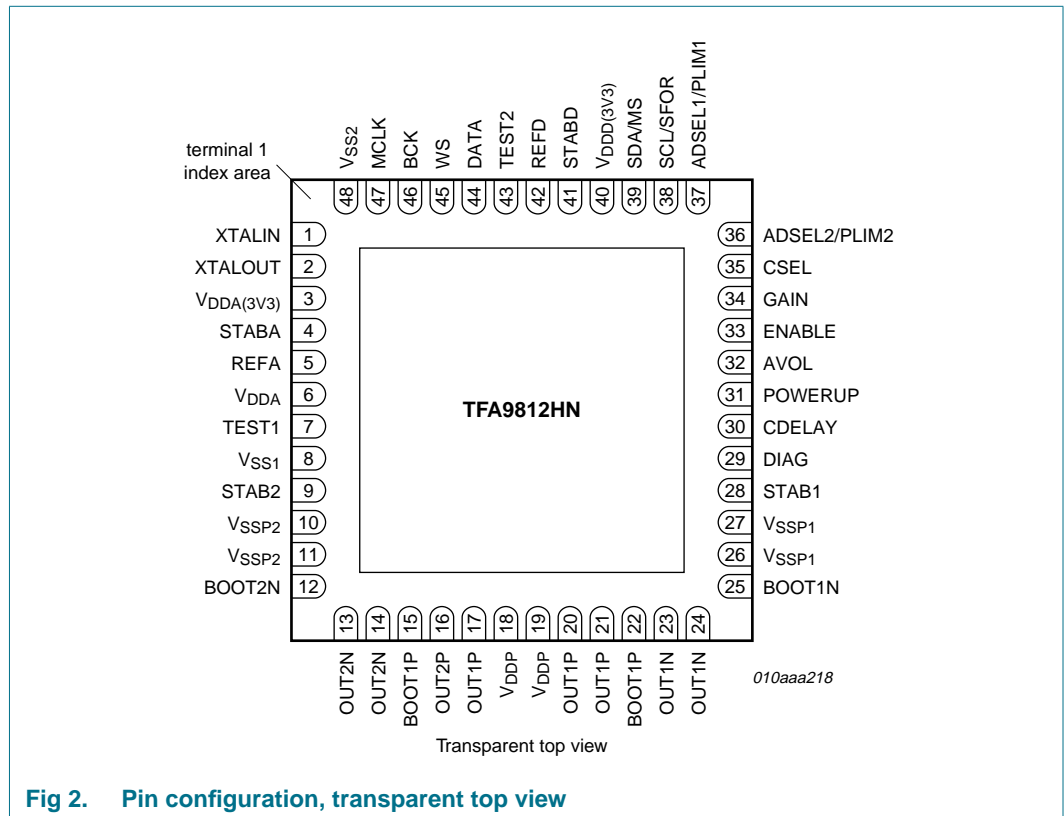 VSS2
MCLK
BCK
WS
DATA
TEST2
REFD
STABD
VDDD(3V3)
SDA/MS
SCL/SFOR
ADSEL1/PLIM1
terminal 1
index area
48 47 46 45 44 43 42 41 40 39 38 37
XTALIN 1
XTALOUT 2
VDDA(3V3) 3
STABA 4
REFA 5
VDDA 6
TEST1 7
VSS1 8
STAB2 9
VSSP2 10
VSSP2 11
BOOT2N 12
TFA9812HN
36 ADSEL2/PLIM2
35 CSEL
34 GAIN
33 ENABLE
32 AVOL
31 POWERUP
30 CDELAY
29 DIAG
28 STAB1
27 VSSP1
26 VSSP1
25 BOOT1N
13 14 15 16 17 18 19 20 21 22 23 24
OUT2N
OUT2N
BOOT1P
OUT2P
OUT1P
VDDP
VDDP
OUT1P
OUT1P
BOOT1P
OUT1N
OUT1N
010aaa218
Transparent top view
Fig 2. Pin configuration, transparent top view